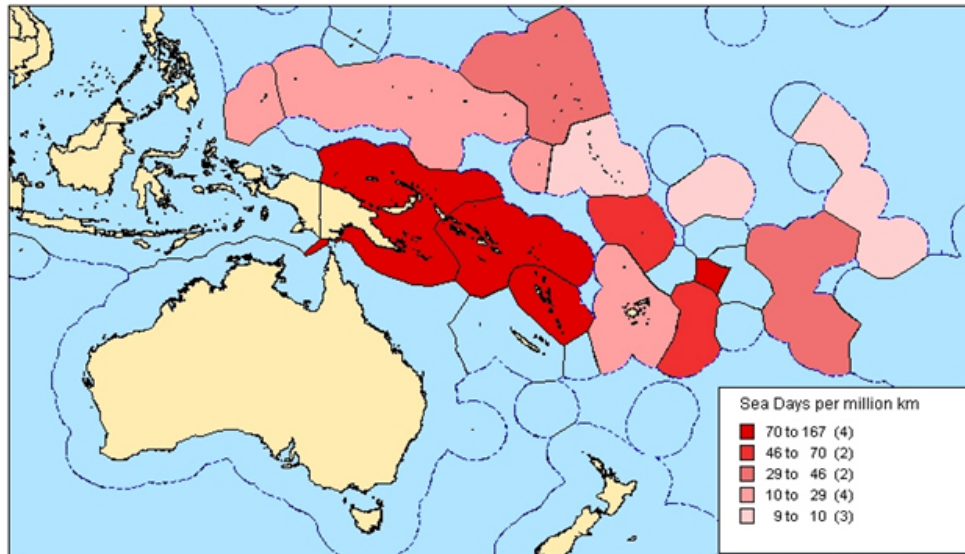 Sea Days per million km
70 to 167 (4)
46 to 70 (2)
29 to 46 (2)
10 to 29 (4)
9 to 10 (3)